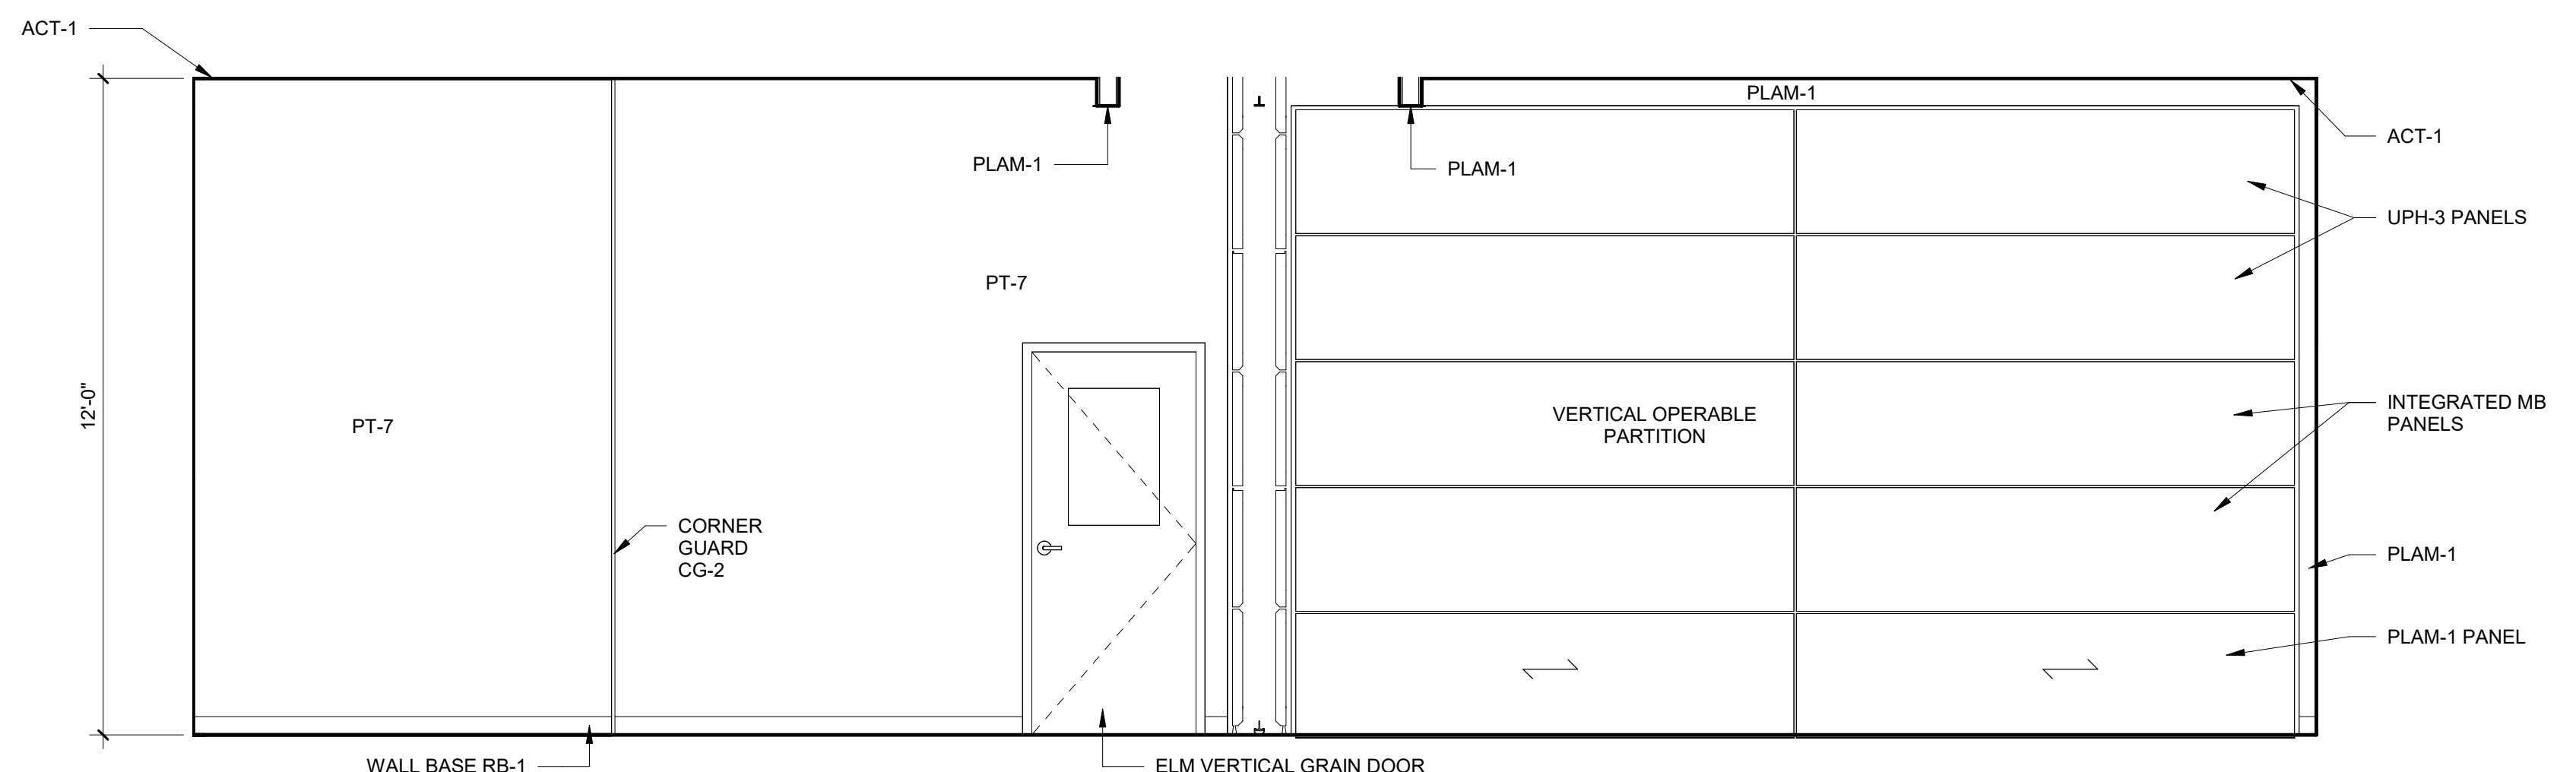 ACT-1
PLAM-1
ACT-1
PLAM-1
PLAM-1
UPH-3 PANELS
PT-7
12'-0"
PT-7
VERTICAL OPERABLE
PARTITION
INTEGRATED MB
PANELS
CORNER
GUARD
CG-2
PLAM-1
PLAM-1 PANEL
WALL BASE RB-1
ELM VERTICAL GRAIN DOOR